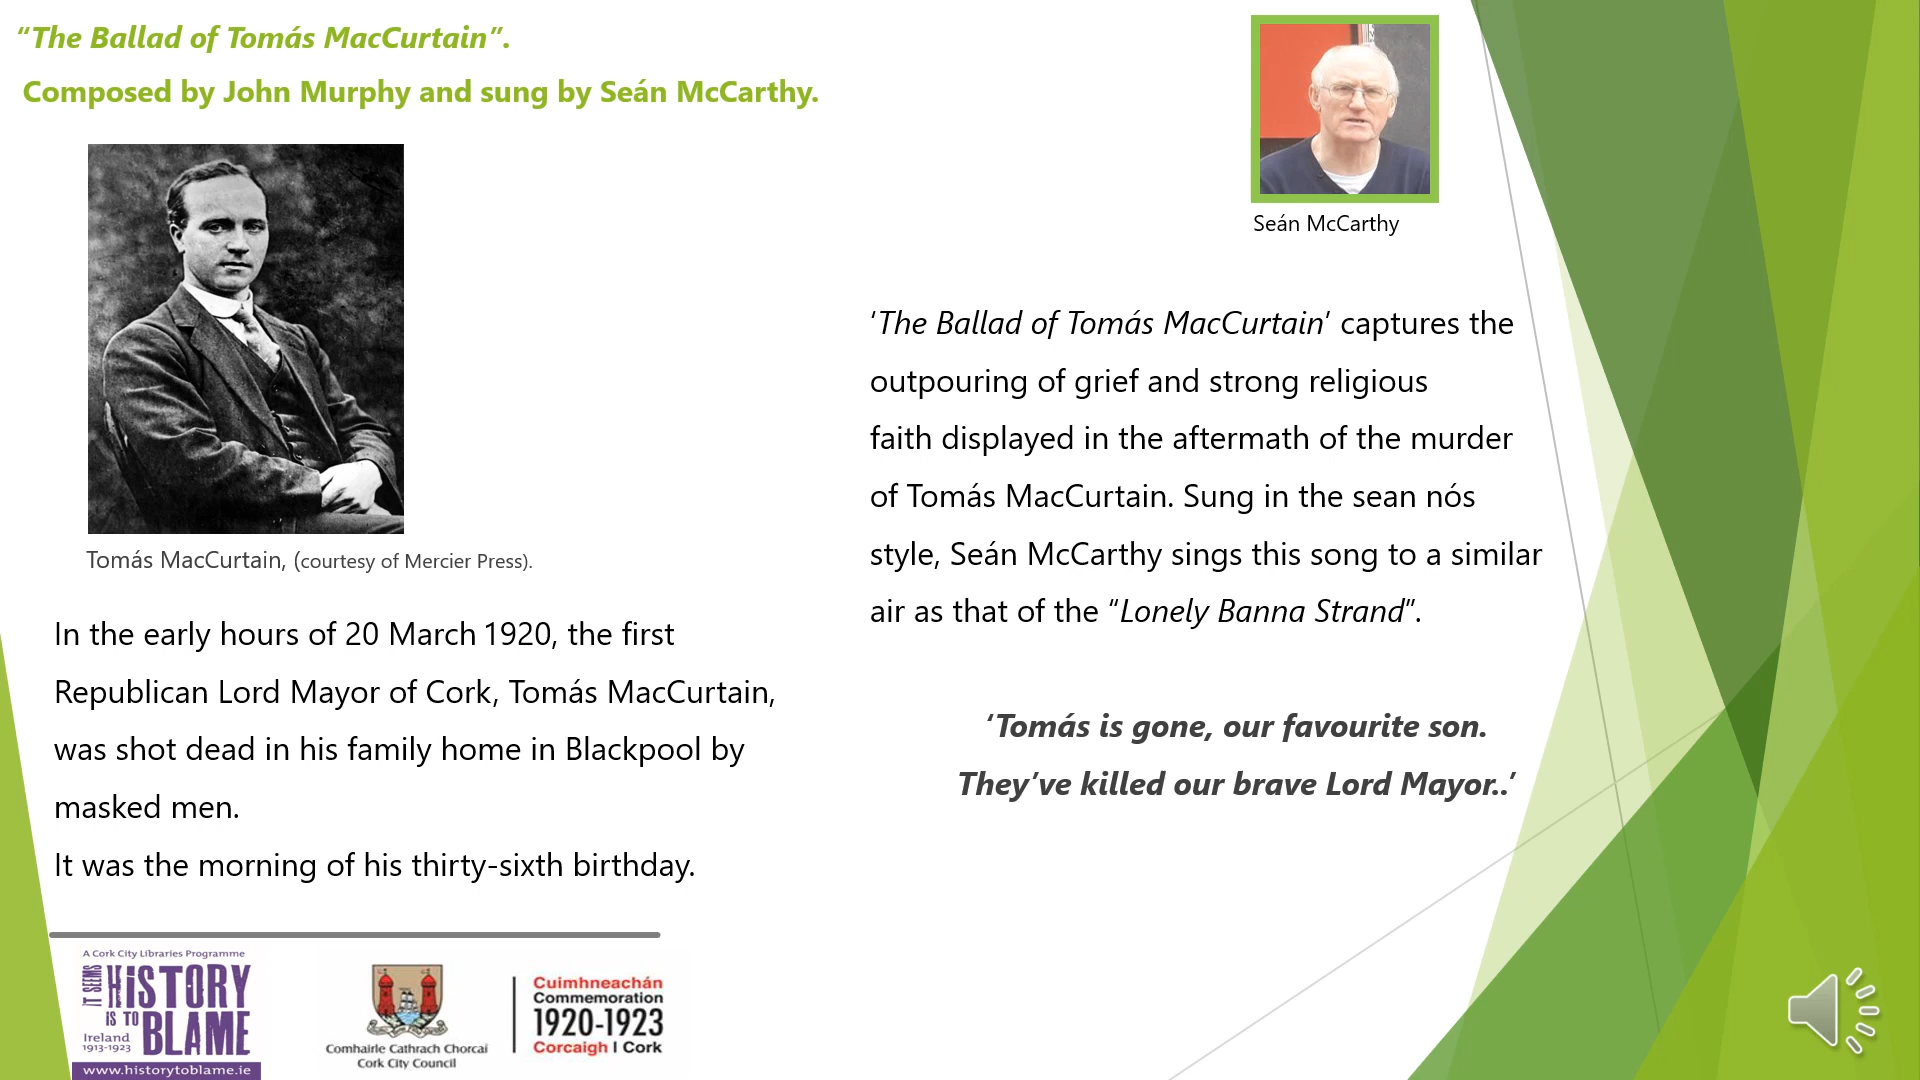 “The Ballad of Tomás MacCurtain”.
Composed by John Murphy and sung by Seán McCarthy.
Tomás MacCurtain, (courtesy of Mercier Press).
In the early hours of 20 March 1920, the first
Republican Lord Mayor of Cork, Tomás MacCurtain,
was shot dead in his family home in Blackpool by
masked men.
It was the morning of his thirty-sixth birthday.
Seán McCarthy
‘The Ballad of Tomás MacCurtain’ captures the
outpouring of grief and strong religious
faith displayed in the aftermath of the murder
of Tomás MacCurtain. Sung in the sean nós
style, Seán McCarthy sings this song to a similar
air as that of the “Lonely Banna Strand”.
‘Tomás is gone, our favourite son.
They’ve killed our brave Lord Mayor..’
A Cork City Libraries Programme
IT SEEMS
HiSTORY
IS TO
BLAME
Ireland
1913-1923
www.historytoblame.ie
Comhairle Cathrach Chorcaí
Cork City Council
Cuimhneachán
Commemoration
1920-1923
Corcaigh | Cork